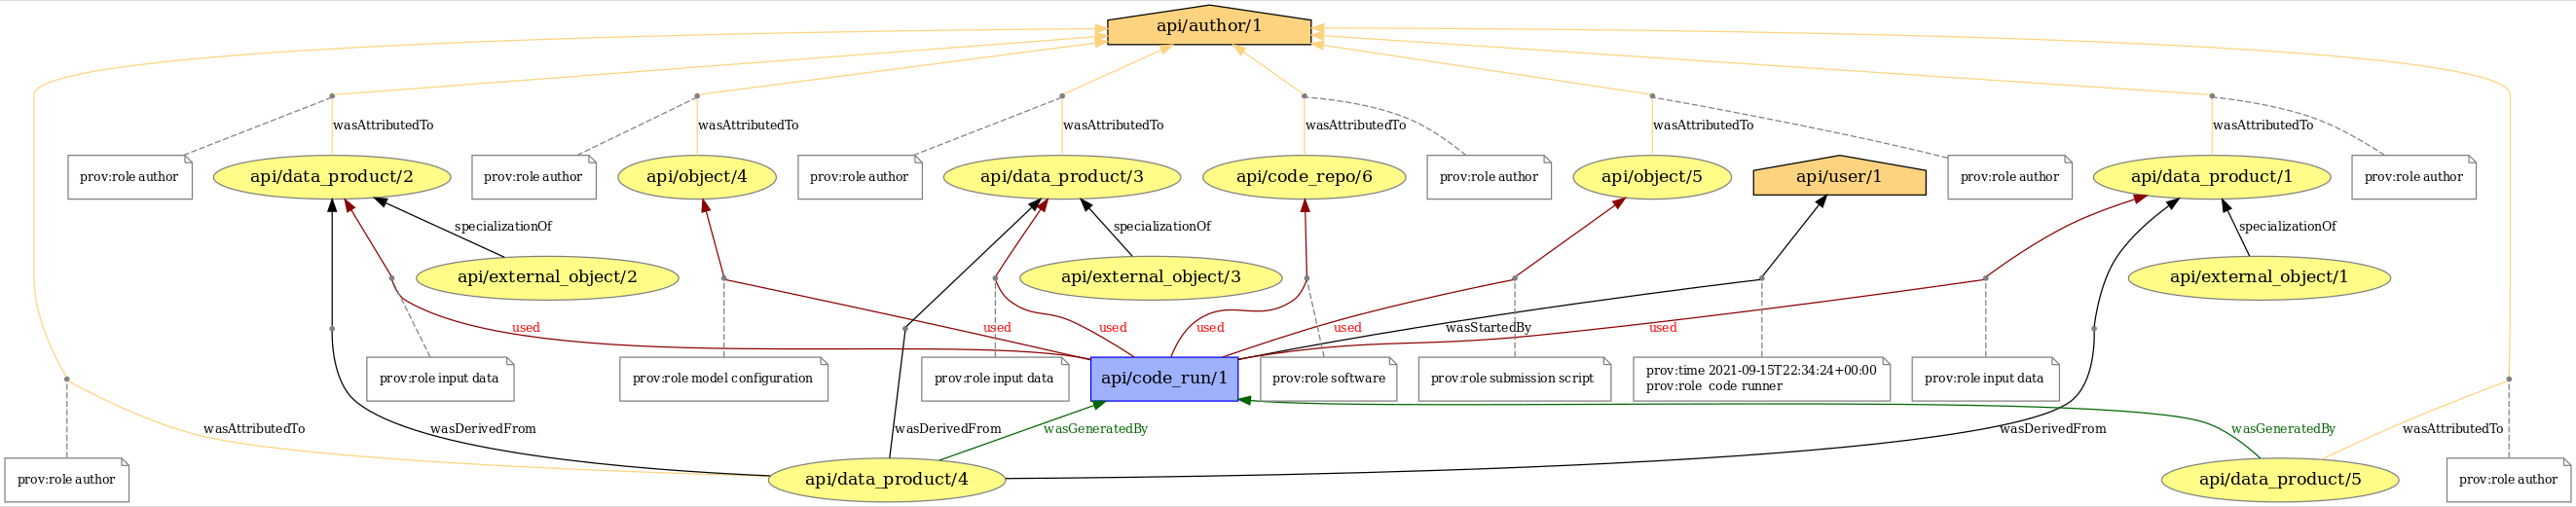 api/author/1
wasAttributedTo
wasAttributedTo
wasAttributedTo
wasAttributedTo
wasAttributedTo
wasAttributedTo
prov:role author
api/data_product/2
prov:role author
api/object/4
prov:role author
api/data_product/3
api/code_repo/6
prov:role author
api/object/5
api/user/1
prov:role author
api/data_product/1
prov:role author
specializationOf
specializationOf
specializationOf
api/external_object/2
api/external_object/3
api/external_object/1
used
used
used
used
used
wasStartedBy
used
prov:role input data
prov:role model configuration
prov:role input data
api/code_run/1
prov:role software
prov:role submission script
prov:time 2021-09-15T22:34:24+00:00
prov:role code runner
prov:role input data
wasAttributedTo
wasDerivedFrom
wasDerivedFrom
wasGeneratedBy
wasDerivedFrom
wasGeneratedBy
wasAttributedTo
prov:role author
api/data_product/4
api/data_product/5
prov:role author